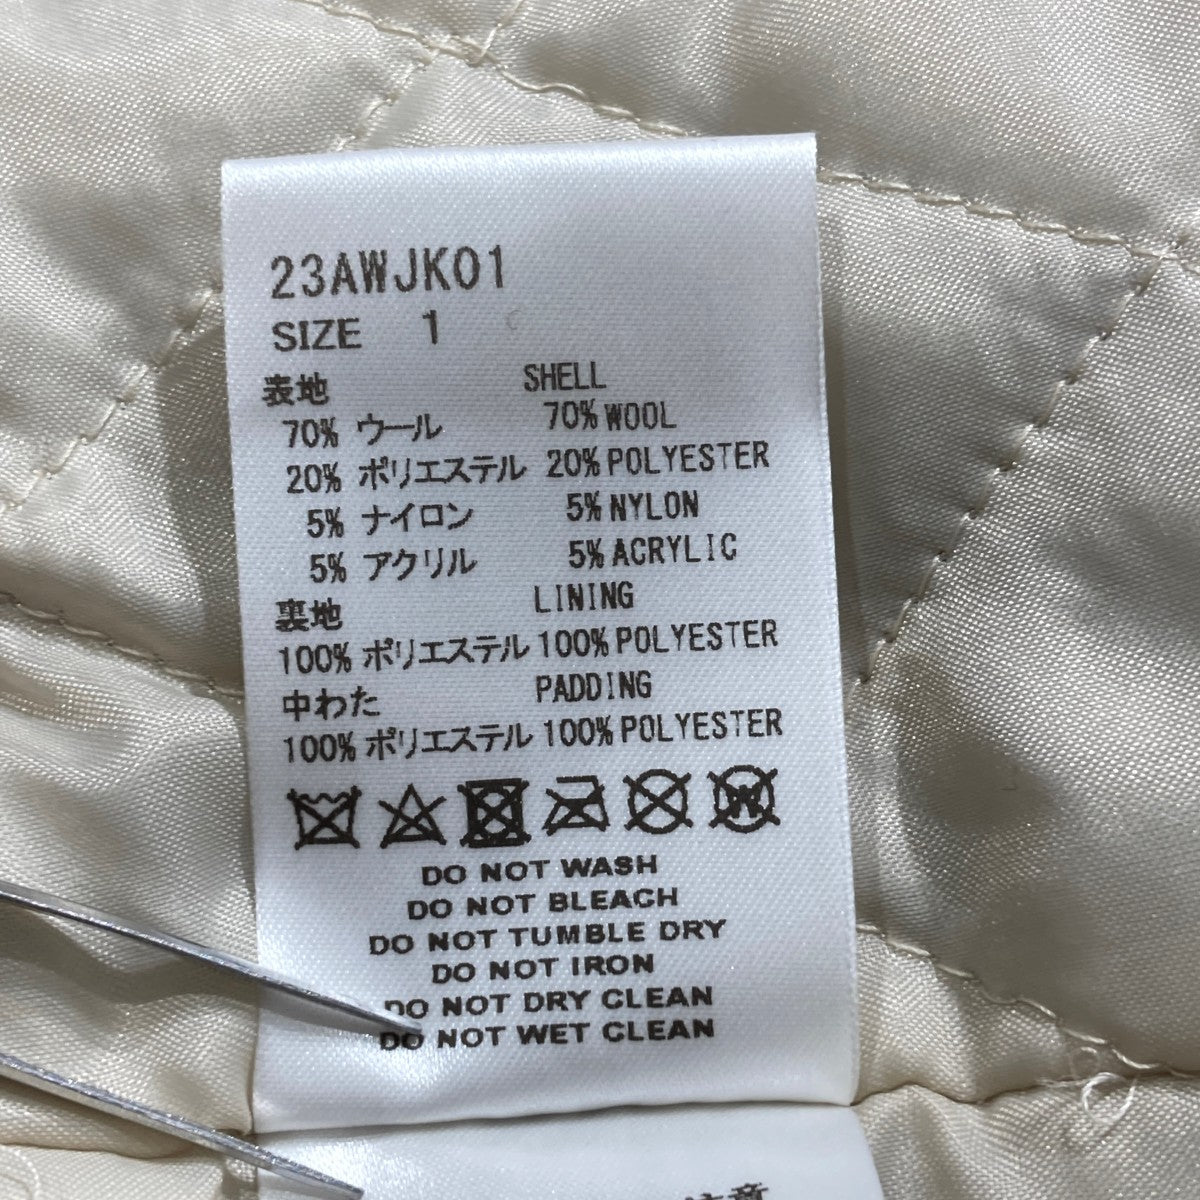 23AWJK01
SIZE 1
表地 SHELL
70% ウール 70% WOOL
20% ポリエステル 20% POLYESTER
5% ナイロン 5% NYLON
5% アクリル 5% ACRYLIC
裏地 LINING
100% ポリエステル 100% POLYESTER
中わた PADDING
100% ポリエステル 100% POLYESTER
W
DO NOT WASH
DO NOT BLEACH
DO NOT TUMBLE DRY
DO NOT IRON
DO NOT DRY CLEAN
DO NOT WET CLEAN
注意